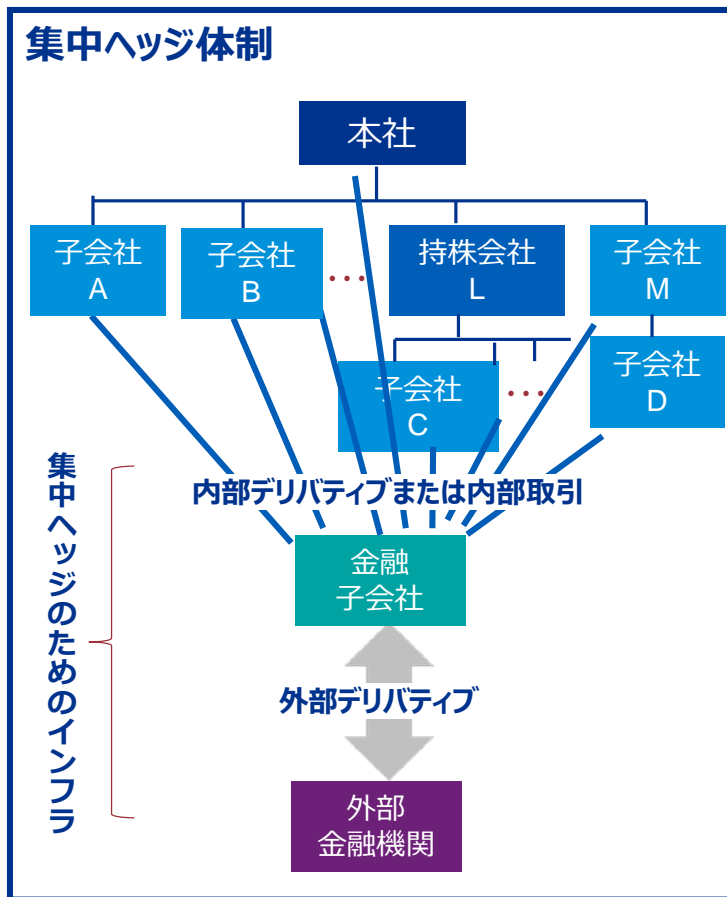 集中ヘッジ体制
本社
子会社
A
子会社
B
…
持株会社
L
子会社
M
子会社
C
…
子会社
D
集中ヘッジのためのインフラ
内部デリバティブまたは内部取引
金融
子会社
外部デリバティブ
外部
金融機関